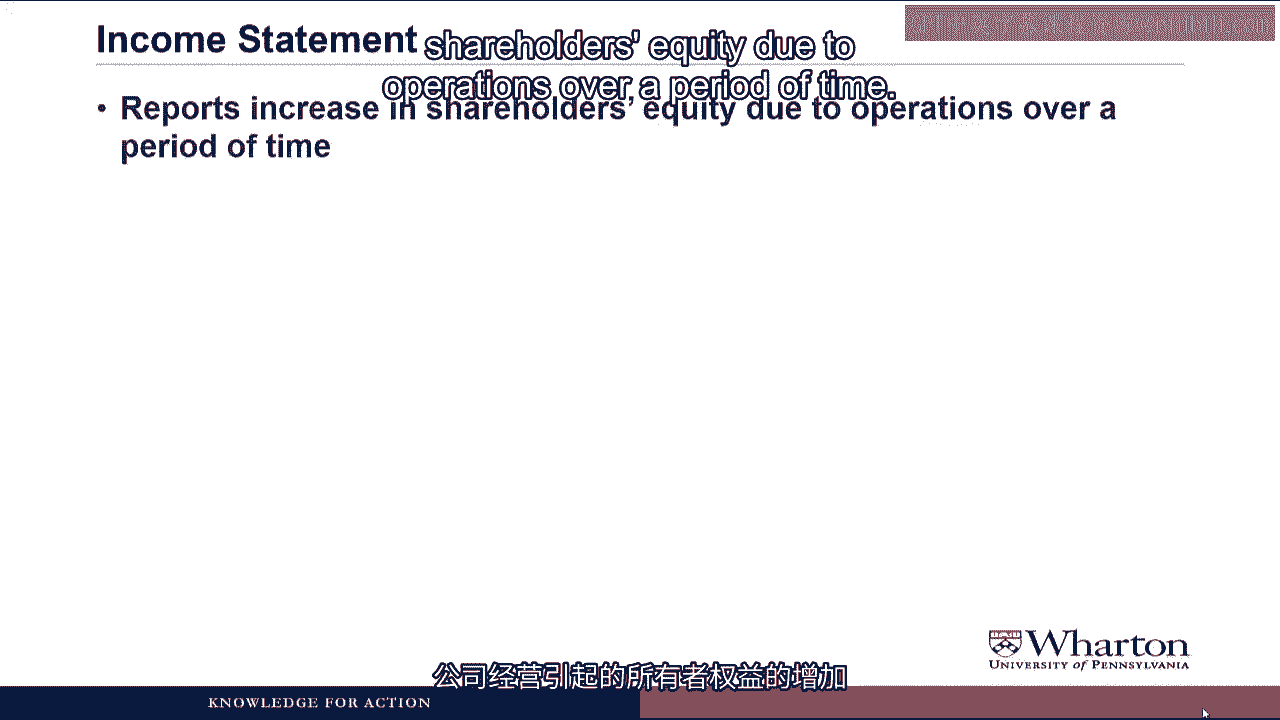 Income Statement
shareholders' equity due to
operations over a period of time.
• Reports increase in shareholders’ equity due to operations over a
period of time
Wharton
UNIVERSITY of PENNSYLVANIA
公司经营引起的所有者权益的增加
KNOWLEDGE FOR ACTION